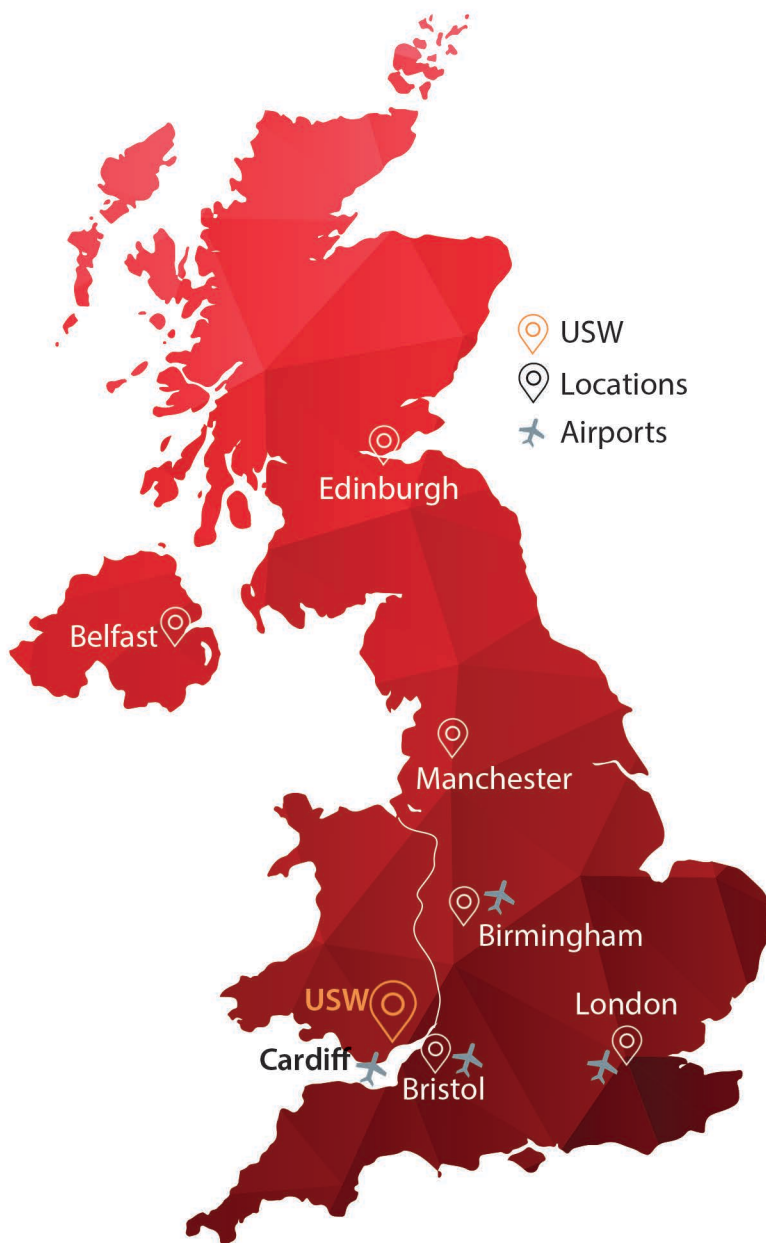 USW
Locations
Airports
Edinburgh
Belfast
Manchester
Birmingham
USW
London
Cardiff
Bristol